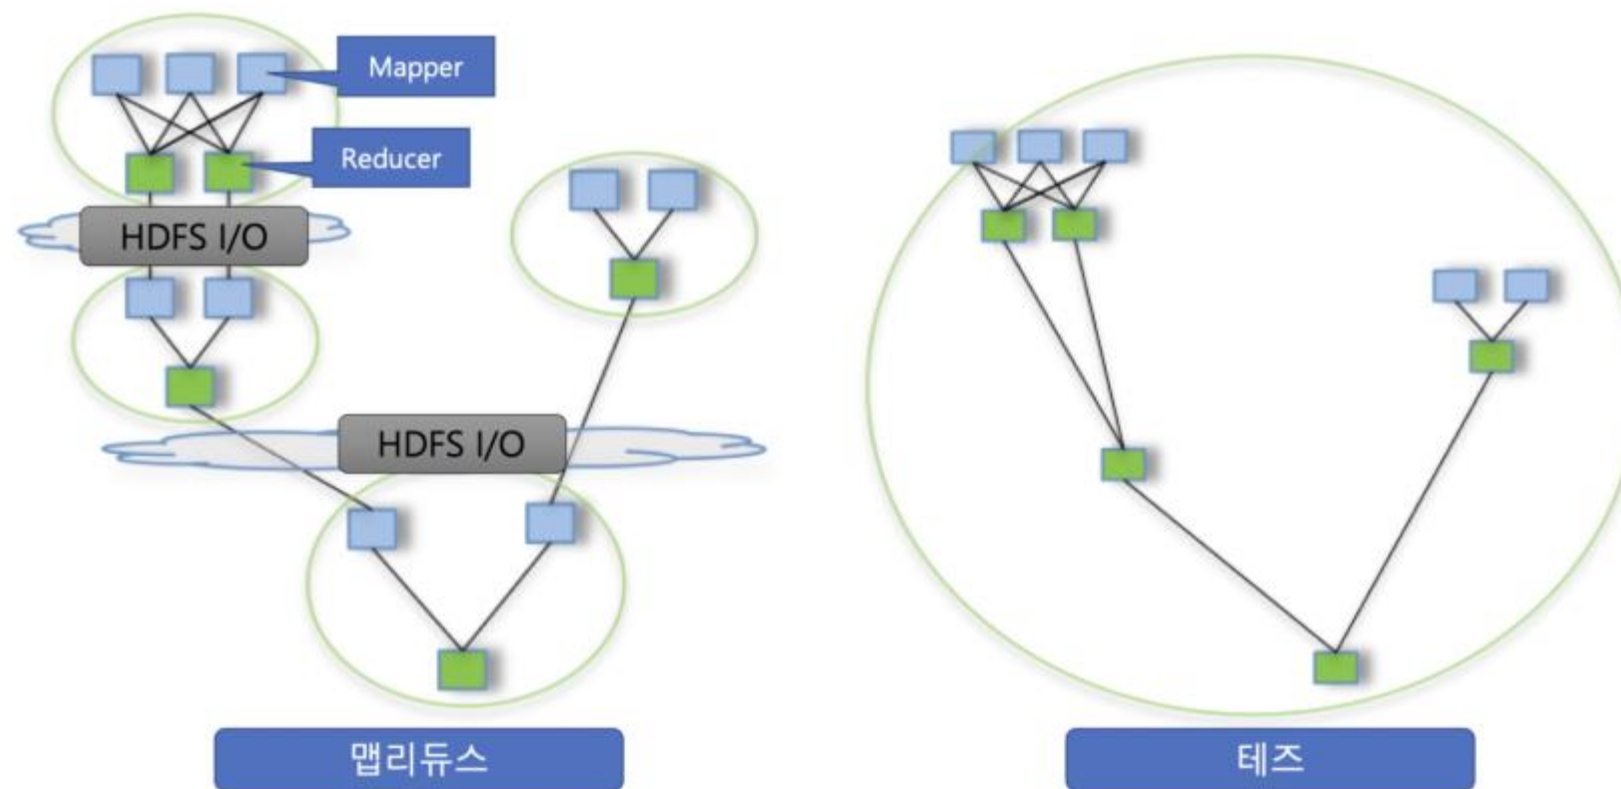 Mapper
Reducer
HDFS I/O
HDFS I/O
맵리듀스
테즈